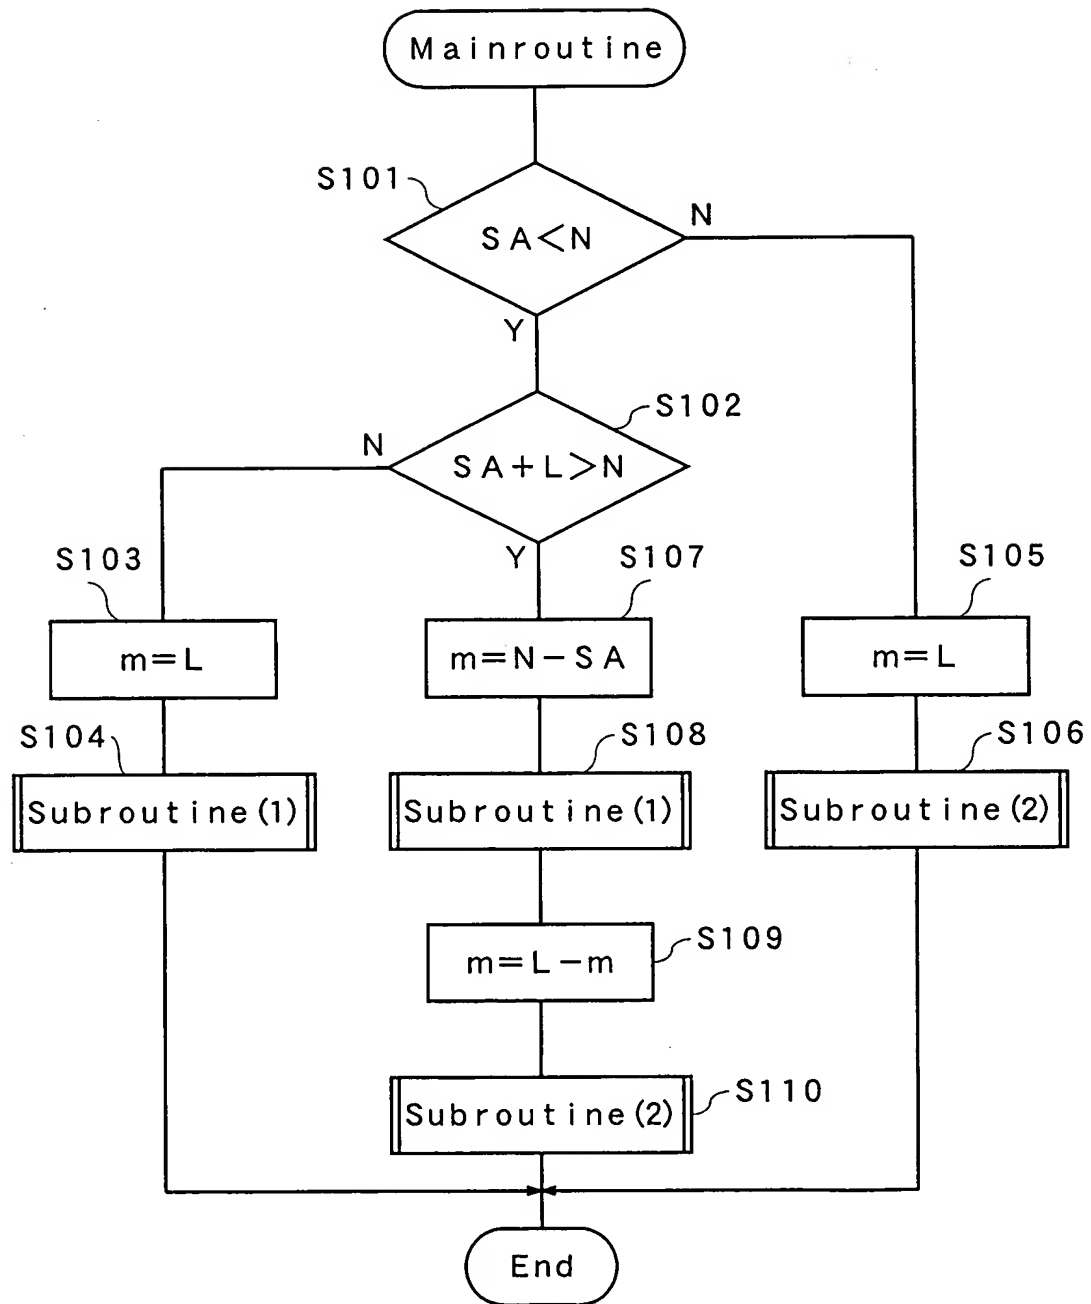 Mainroutine
S101
SA<N
N
Y
S102
N
SA+L>N
Y
S103
S107
S105
m=L
m=N-SA
m=L
S104
S108
S106
Subroutine(1)
Subroutine(1)
Subroutine(2)
m=L-m
S109
Subroutine(2)
S110
End